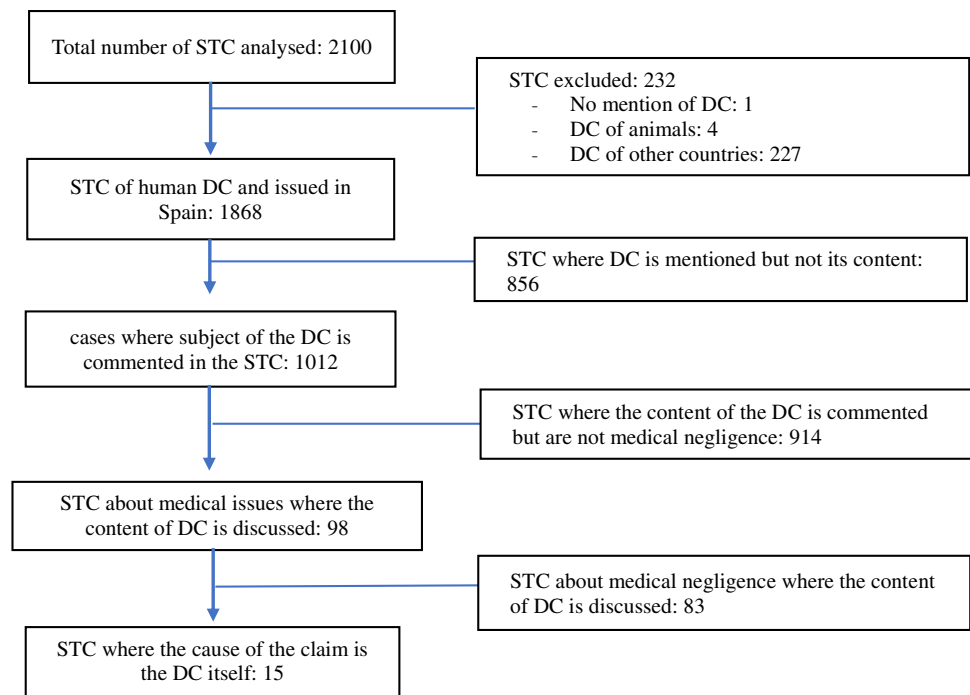 Total number of STC analysed: 2100
STC excluded: 232
- No mention of DC: 1
- DC of animals: 4
- DC of other countries: 227
STC of human DC and issued in
Spain: 1868
STC where DC is mentioned but not its content:
856
cases where subject of the DC is
commented in the STC: 1012
STC where the content of the DC is commented
but are not medical negligence: 914
STC about medical issues where the
content of DC is discussed: 98
STC about medical negligence where the content
of DC is discussed: 83
STC where the cause of the claim is
the DC itself: 15